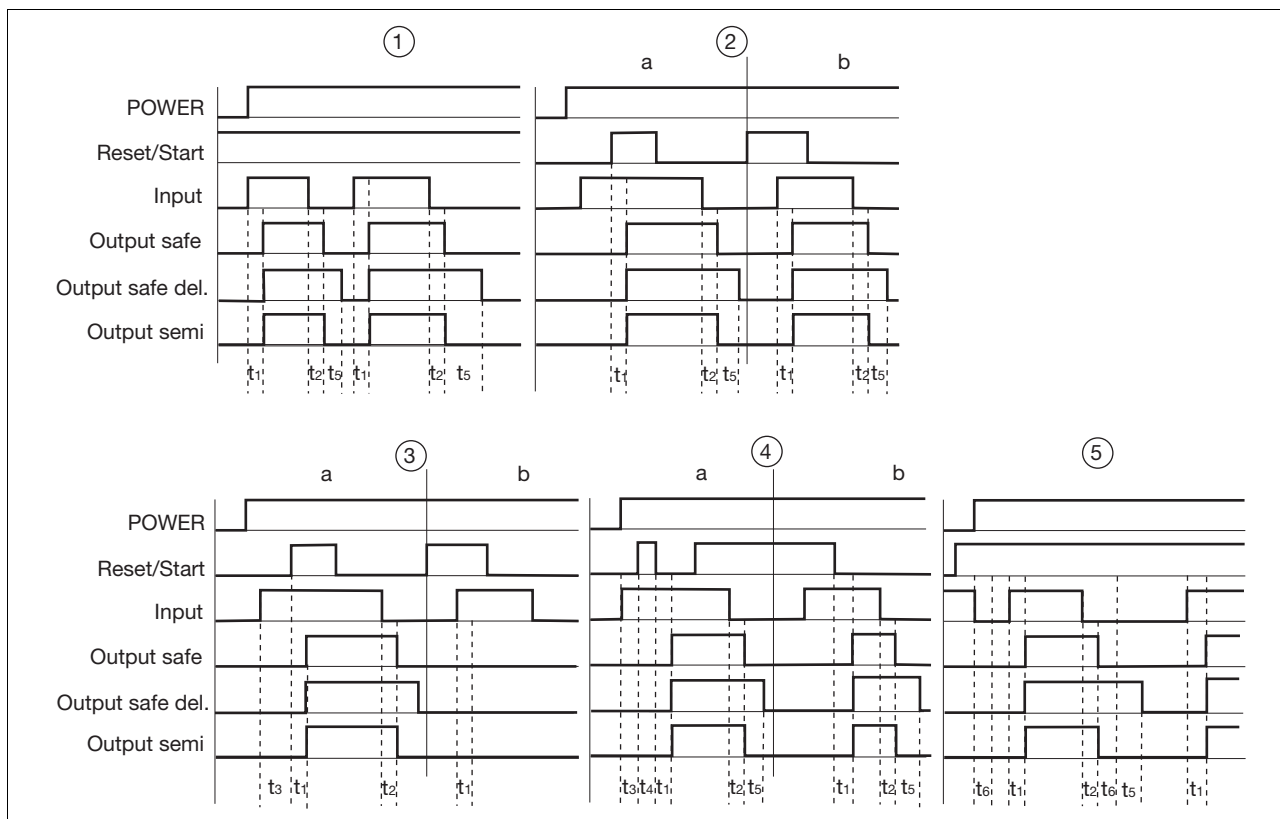 1
2
a b
POWER
Reset/Start
Input
Output safe
Output safe del.
Output semi
t1 t2 t5 t1 t2 t5
t1 t2 t5 t1 t2 t5
3
4
5
a b
a b
POWER
Reset/Start
Input
Output safe
Output safe del.
Output semi
t3 t1 t2 t1
t3 t4 t1 t2 t5 t1 t2 t5
t6 t1 t2 t6 t5 t1